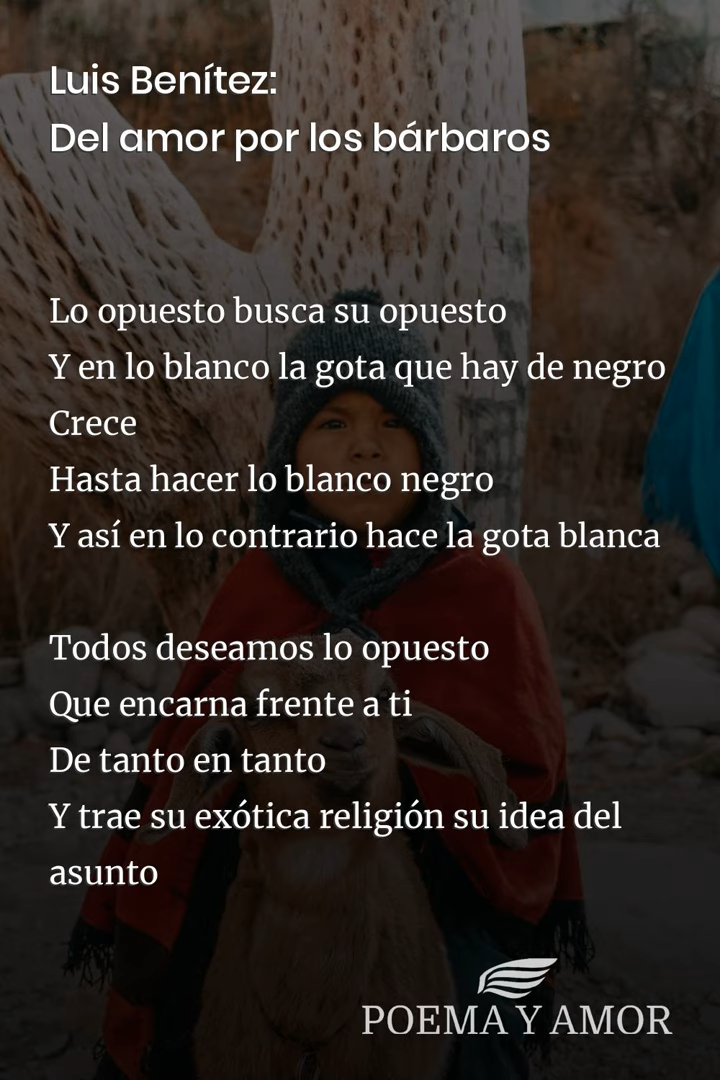 Luis Benítez:
Del amor por los bárbaros
Lo opuesto busca su opuesto
Y en lo blanco la gota que hay de negro
Crece
Hasta hacer lo blanco negro
Y así en lo contrario hace la gota blanca
Todos deseamos lo opuesto
Que encarna frente a ti
De tanto en tanto
Y trae su exótica religión su idea del
asunto
POEMA Y AMOR